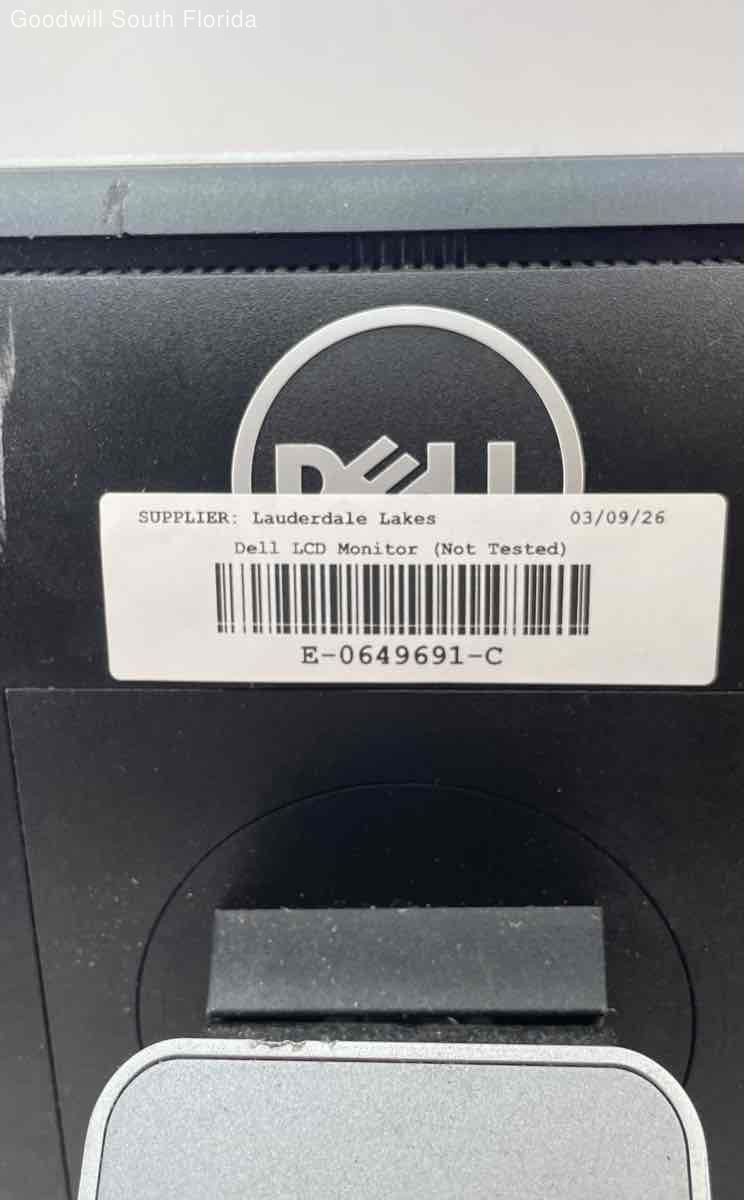 Goodwill South Florida
DELL
SUPPLIER: Lauderdale Lakes 03/09/26
Dell LCD Monitor (Not Tested)
E-0649691-C